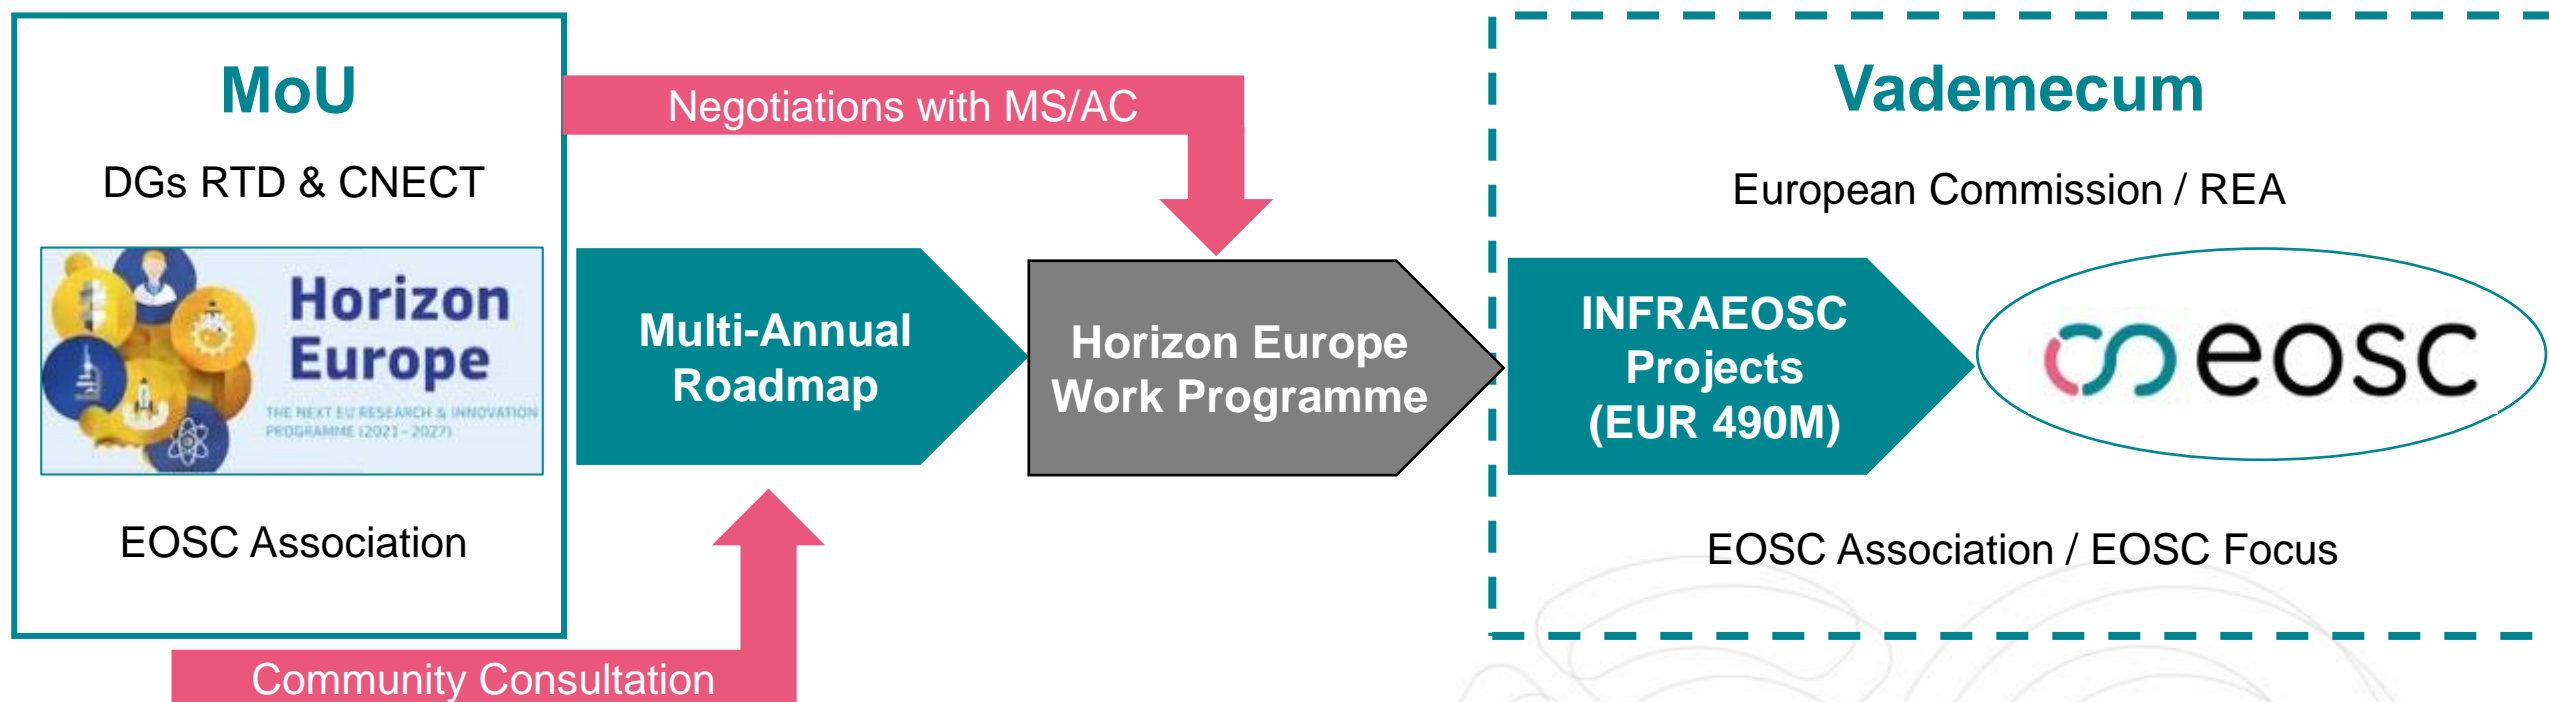 MoU
DGs RTD & CNECT
Horizon
Europe
THE NEXT EU RESEARCH & INNOVATION
PROGRAMME (2021 - 2027)
EOSC Association
Negotiations with MS/AC
Multi-Annual
Roadmap
Community Consultation
Horizon Europe
Work Programme
Vademecum
European Commission / REA
INFRAEOSC
Projects
(EUR 490M)
eosc
EOSC Association / EOSC Focus